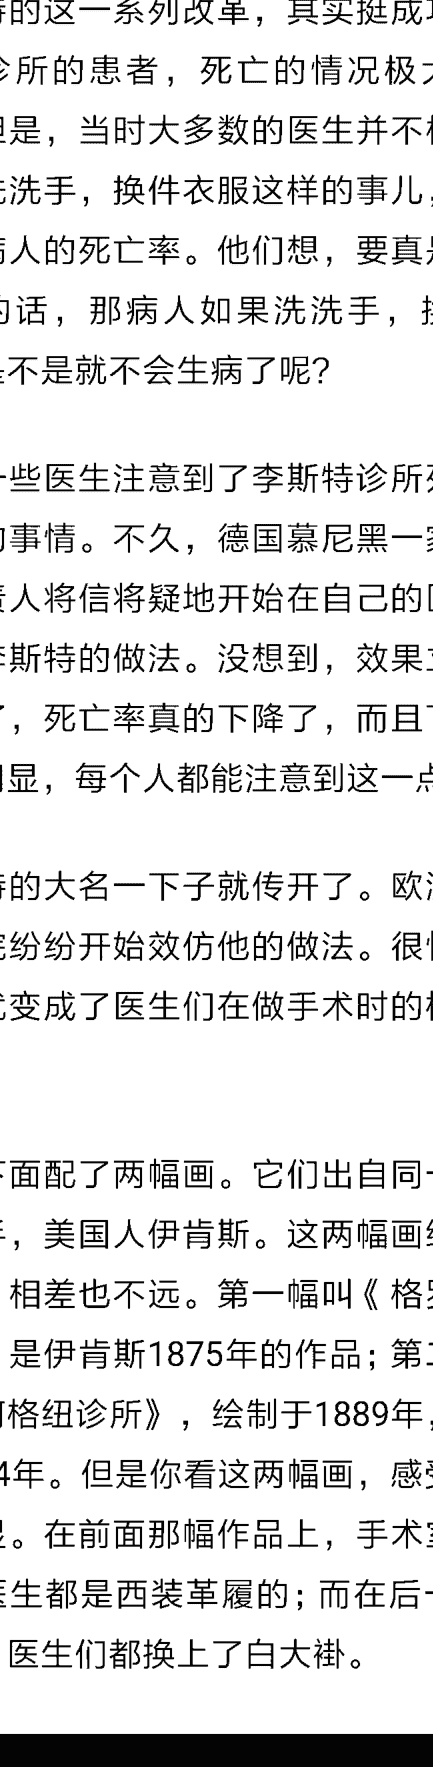 的这一系列改革，其实挺成
诊所的患者，死亡的情况极
但是，当时大多数的医生并不
洗手，换件衣服这样的事儿，
病人的死亡率。他们想，要真
的话，那病人如果洗洗手，
是不是就不会生病了呢？
一些医生注意到了李斯特诊所
的事情。不久，德国慕尼黑一
责人将信将疑地开始在自己的
李斯特的做法。没想到，效果
了，死亡率真的下降了，而且
明显，每个人都能注意到这一点
特的大名一下子就传开了。欧
院纷纷开始效仿他的做法。很
就变成了医生们在做手术时的
下面配了两幅画。它们出自同一
手，美国人伊肯斯。这两幅画
相差也不远。第一幅叫《格
是伊肯斯1875年的作品；第
阿格纽诊所》，绘制于1889年，
4年。但是你看这两幅画，感
显。在前面那幅作品上，手术
医生都是西装革履的；而在后一
医生们都换上了白大褂。